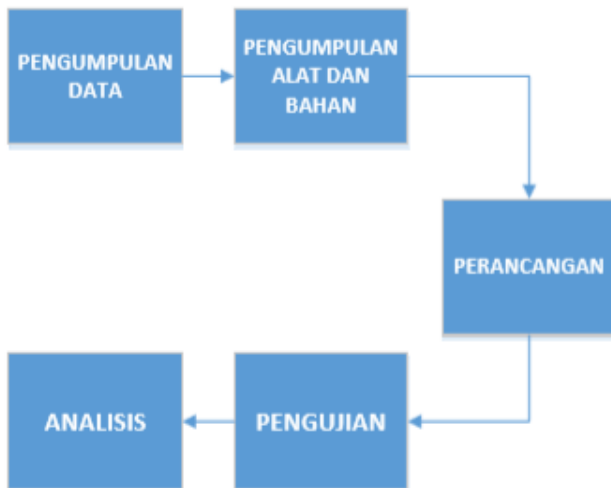 PENGUMPULAN
DATA
PENGUMPULAN
ALAT DAN
BAHAN
PERANCANGAN
PENGUJIAN
ANALISIS